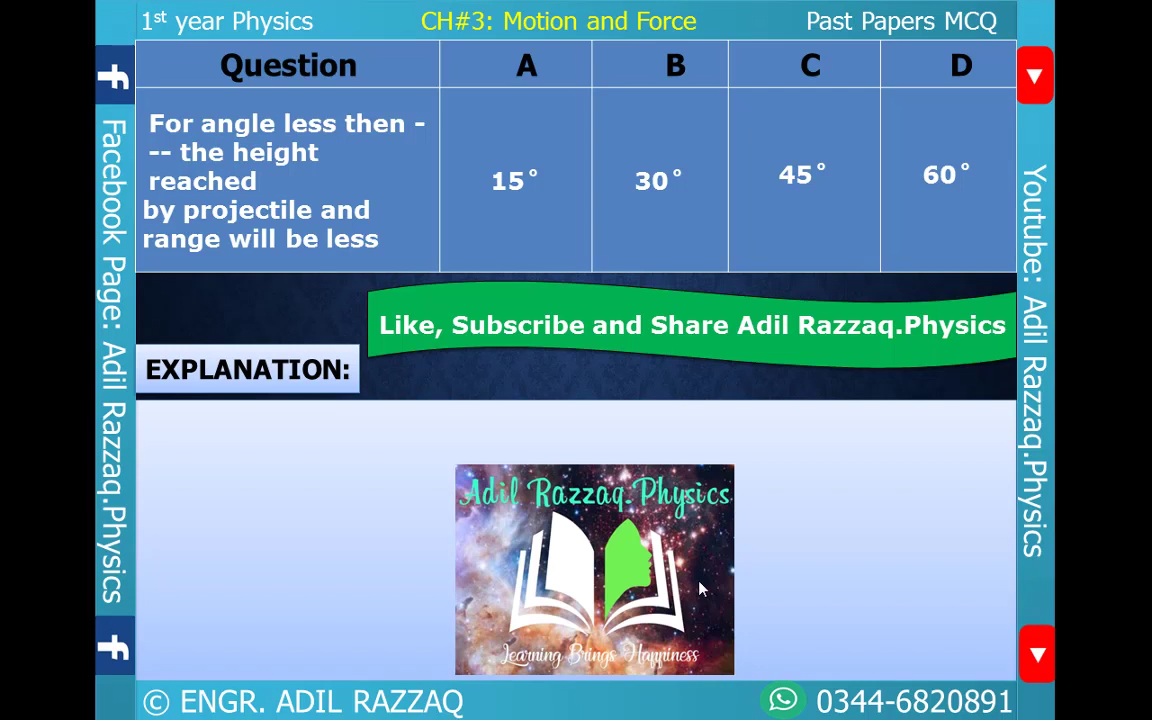 1st year Physics
CH#3: Motion and Force
Past Papers MCQ
Question
A
B
C
D
For angle less then -
-- the height
reached
by projectile and
range will be less
15°
30°
45°
60°
Like, Subscribe and Share Adil Razzaq.Physics
EXPLANATION:
Adil Razzaq.Physics
Learning Brings Happiness
Facebook Page: Adil Razzaq.Physics
Youtube: Adil Razzaq.Physics
© ENGR. ADIL RAZZAQ
0344-6820891